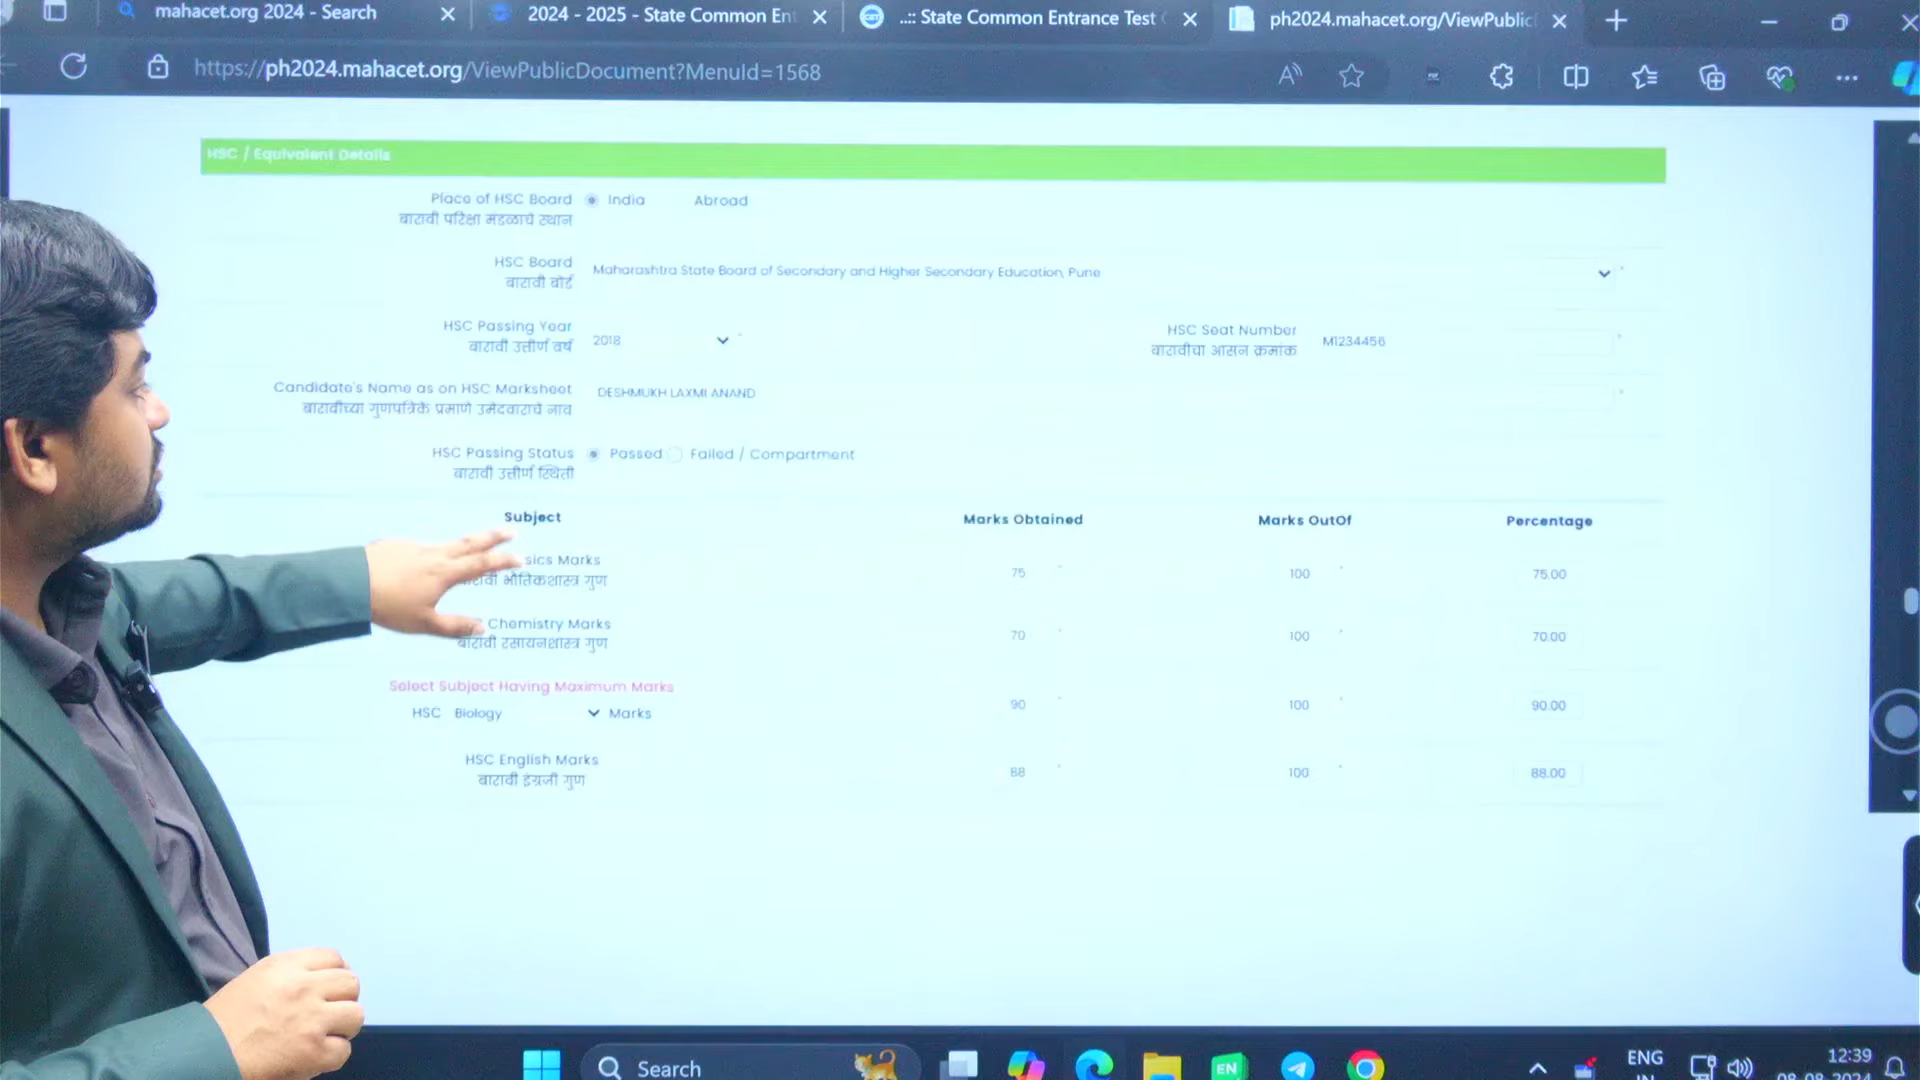 mahacet.org 2024 - Search
2024 - 2025 - State Common Ent
..:: State Common Entrance Test
ph2024.mahacet.org/ViewPublic
https://ph2024.mahacet.org/ViewPublicDocument?MenuId=1568
HSC / Equivalent Details
Place of HSC Board India Abroad
बारावी परिक्षा मंडळाचे स्थान
HSC Board Maharashtra State Board of Secondary and Higher Secondary Education, Pune
बारावी बोर्ड
HSC Passing Year 2018 HSC Seat Number M1234456
बारावी उत्तीर्ण वर्ष बारावीचा आसन क्रमांक
Candidate's Name as on HSC Marksheet DESHMUKH LAXMI ANAND
बारावीच्या गुणपत्रिके प्रमाणे उमेदवाराचे नाव
HSC Passing Status Passed Failed / Compartment
बारावी उत्तीर्ण स्थिती
Subject Marks Obtained Marks OutOf Percentage
sics Marks 75 100 75.00
भौतिकशास्त्र गुण
Chemistry Marks 70 100 70.00
बारावी रसायनशास्त्र गुण
Select Subject Having Maximum Marks
HSC Biology Marks 90 100 90.00
HSC English Marks 88 100 88.00
बारावी इंग्रजी गुण
Search
EN
ENG
IN
12:39
08-08-2024